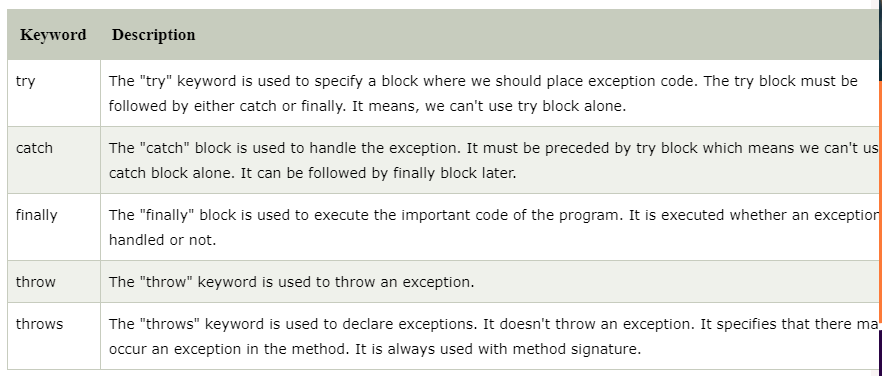 Keyword Description
try The "try" keyword is used to specify a block where we should place exception code. The try block must be
followed by either catch or finally. It means, we can't use try block alone.
catch The "catch" block is used to handle the exception. It must be preceded by try block which means we can't us
catch block alone. It can be followed by finally block later.
finally The "finally" block is used to execute the important code of the program. It is executed whether an exception
handled or not.
throw The "throw" keyword is used to throw an exception.
throws The "throws" keyword is used to declare exceptions. It doesn't throw an exception. It specifies that there ma
occur an exception in the method. It is always used with method signature.